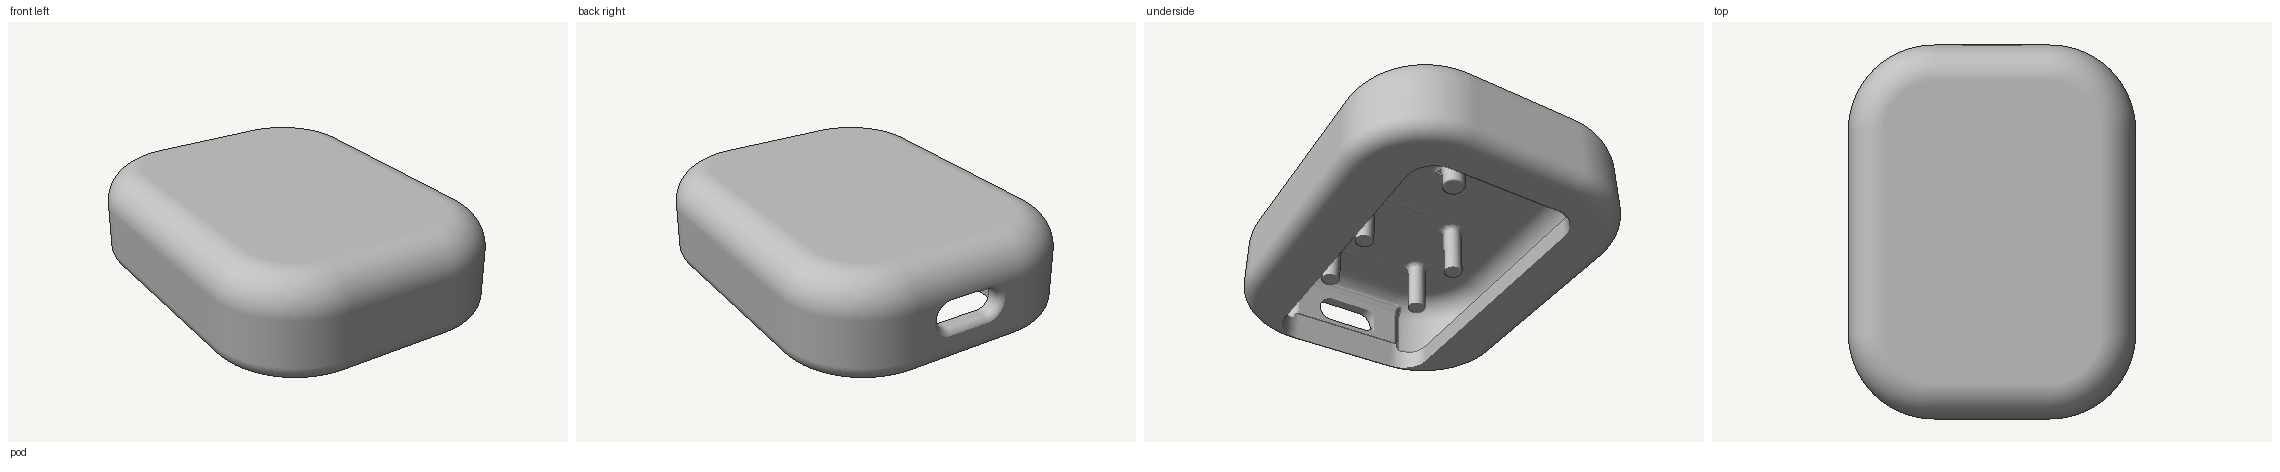 front left
back right
underside
top
pod